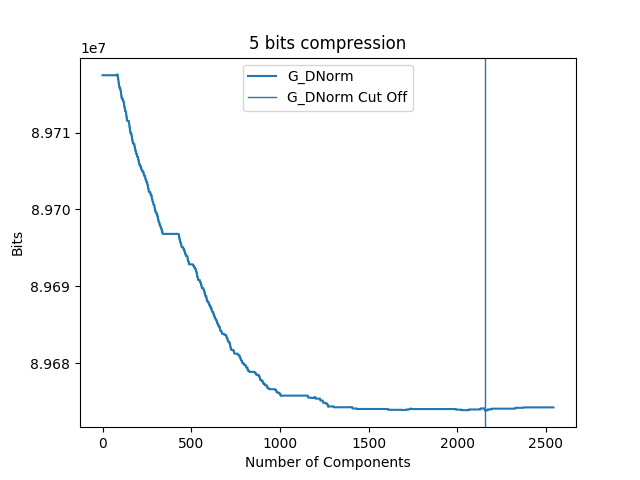 5 bits compression
1e7
G_DNorm
G_DNorm Cut Off
8.971
8.970
8.969
8.968
Bits
0 500 1000 1500 2000 2500
Number of Components